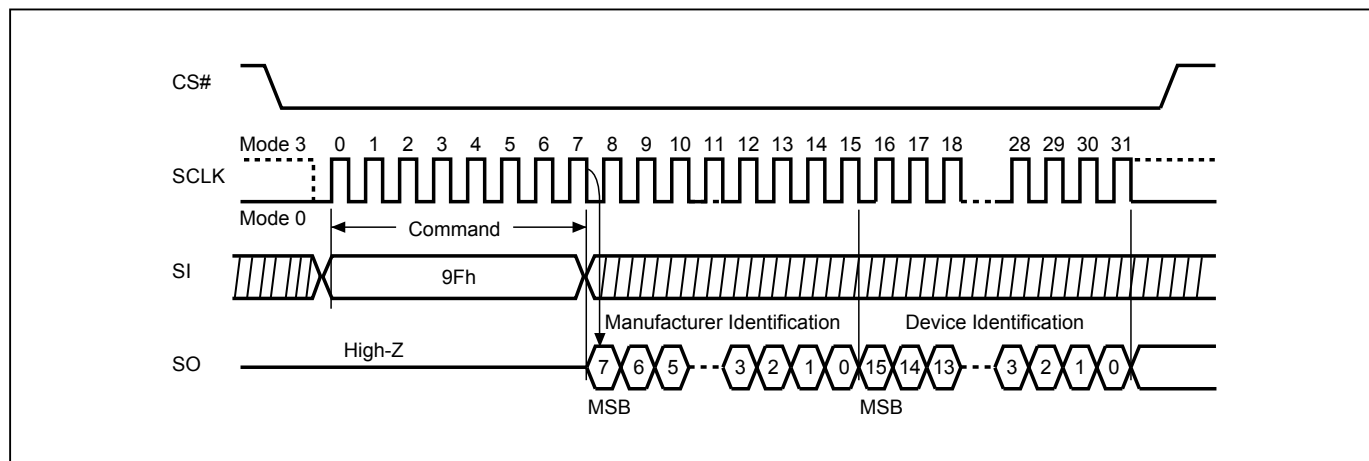 CS#
Mode 3 0 1 2 3 4 5 6 7 8 9 10 11 12 13 14 15 16 17 18 28 29 30 31
SCLK
Mode 0
Command
SI 9Fh
Manufacturer Identification Device Identification
High-Z
SO 7 6 5 3 2 1 0 15 14 13 3 2 1 0
MSB MSB